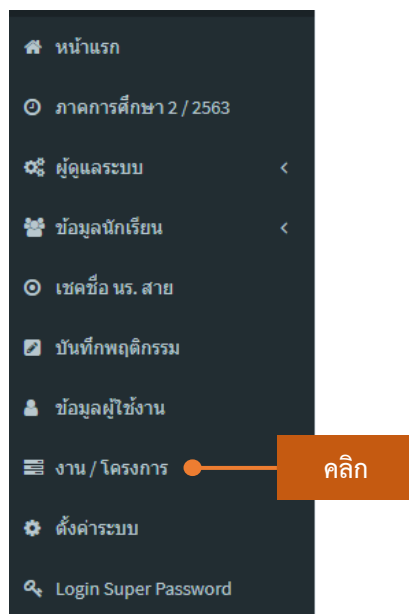 หน้าแรก
ภาคการศึกษา 2 / 2563
ผู้ดูแลระบบ
ข้อมูลนักเรียน
เชคชื่อ นร. สาย
บันทึกพฤติกรรม
ข้อมูลผู้ใช้งาน
งาน / โครงการ
คลิก
ตั้งค่าระบบ
Login Super Password